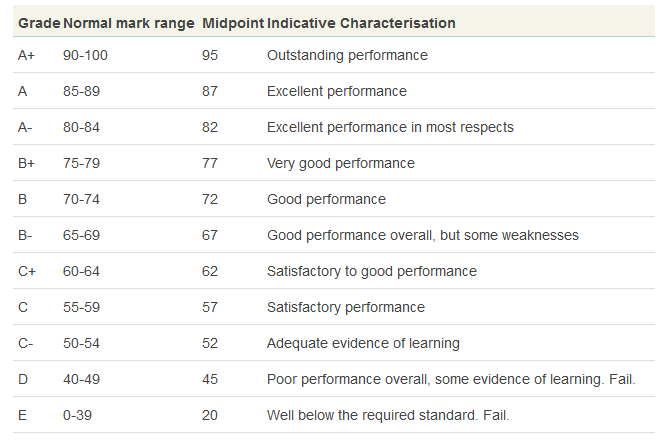 Grade Normal mark range Midpoint Indicative Characterisation
A+ 90-100 95 Outstanding performance
A 85-89 87 Excellent performance
A- 80-84 82 Excellent performance in most respects
B+ 75-79 77 Very good performance
B 70-74 72 Good performance
B- 65-69 67 Good performance overall, but some weaknesses
C+ 60-64 62 Satisfactory to good performance
C 55-59 57 Satisfactory performance
C- 50-54 52 Adequate evidence of learning
D 40-49 45 Poor performance overall, some evidence of learning. Fail.
E 0-39 20 Well below the required standard. Fail.